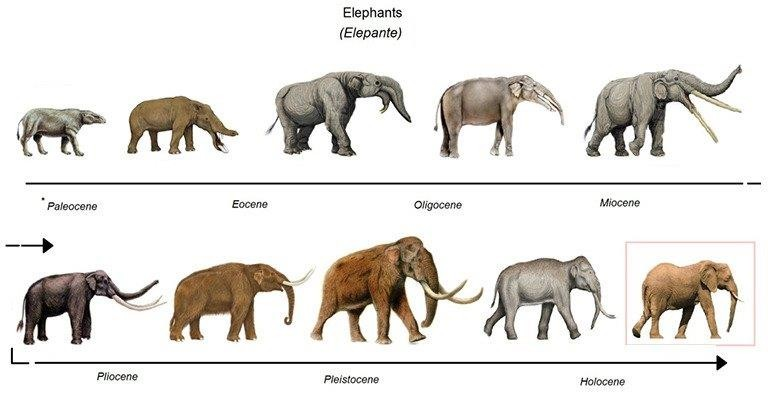 Elephants
(Elepante)
* Paleocene
Eocene
Oligocene
Miocene
Pliocene
Pleistocene
Holocene